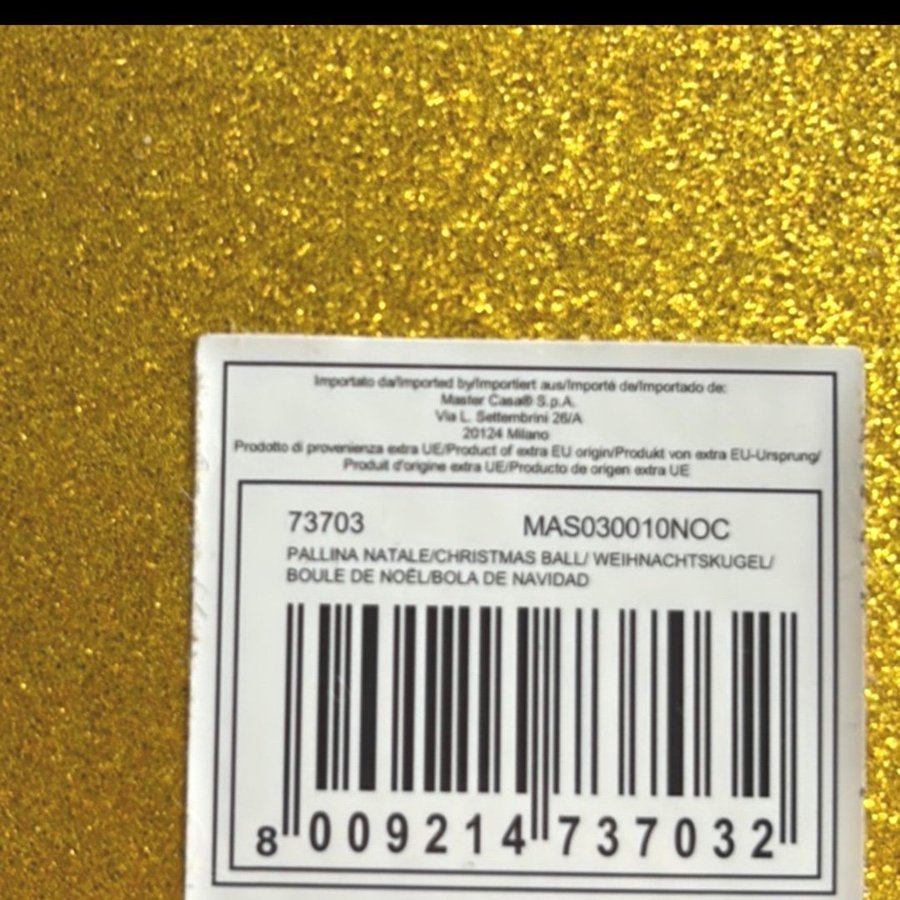 Importato da/Imported by/Importiert aus/Importé de/Importado de:
Master Casa® S.p.A.
Via L. Settembrini 26/A
20124 Milano
Prodotto di provenienza extra UE/Product of extra EU origin/Produkt von extra EU-Ursprung/
Produit d'origine extra UE/Producto de origen extra UE
73703 MAS030010NOC
PALLINA NATALE/CHRISTMAS BALL/ WEIHNACHTSKUGEL/
BOULE DE NOËL/BOLA DE NAVIDAD
8 009214 737032